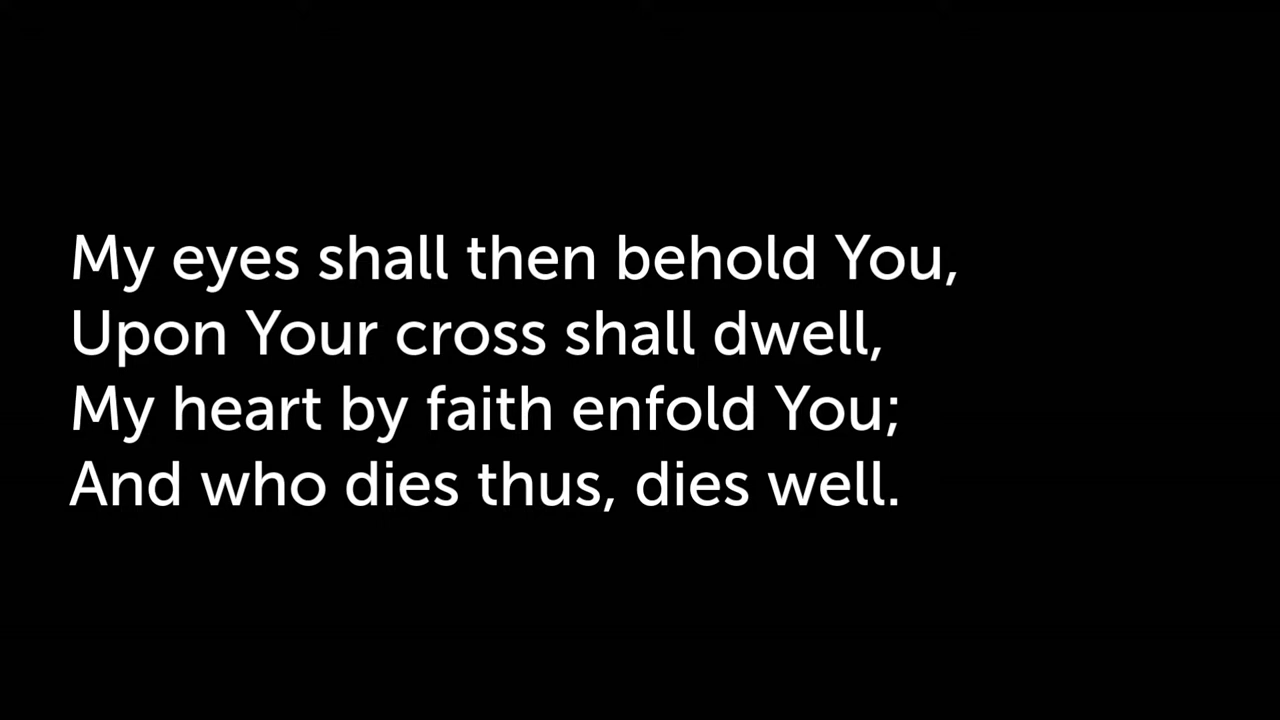 My eyes shall then behold You,
Upon Your cross shall dwell,
My heart by faith enfold You;
And who dies thus, dies well.